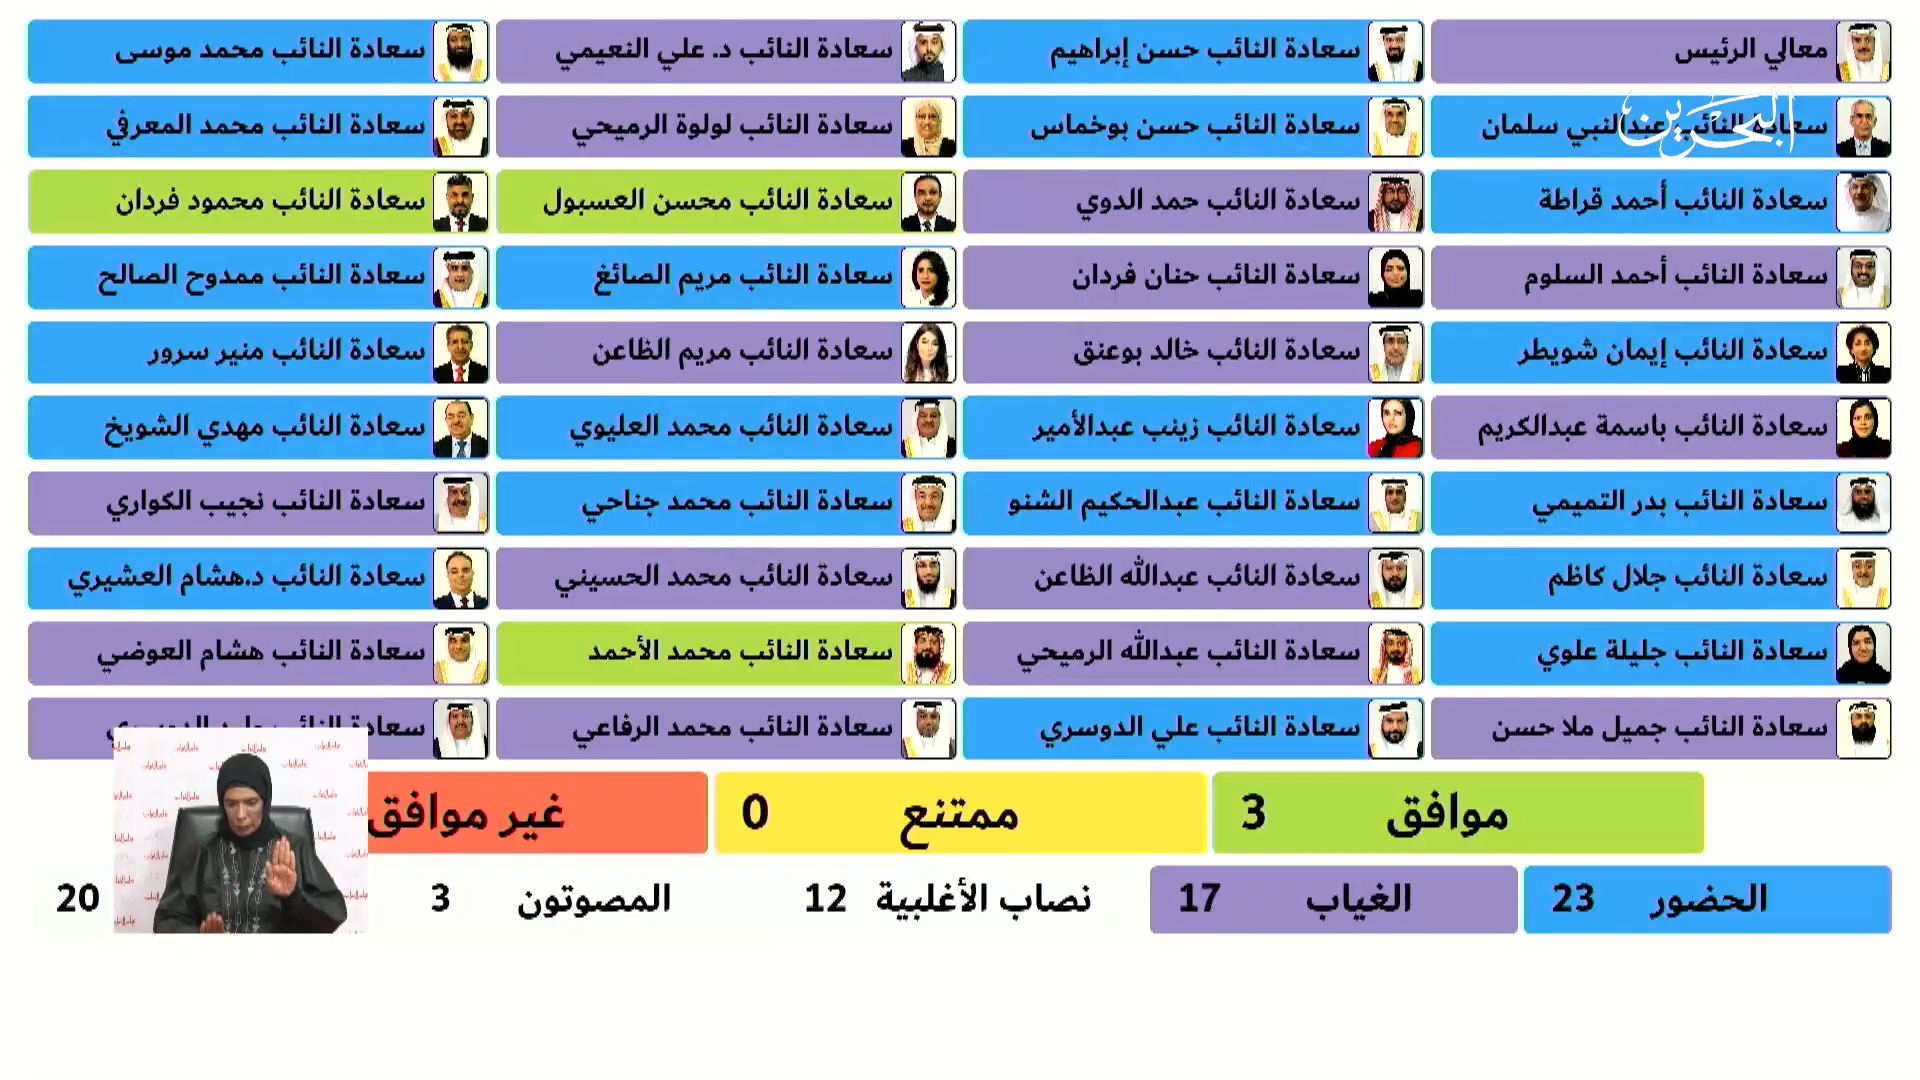 معالي الرئيس
سعادة النائب حسن إبراهيم
سعادة النائب د. علي النعيمي
سعادة النائب محمد موسى
البحرين
سعادة النائب عبدالنبي سلمان
سعادة النائب حسن بوخماس
سعادة النائب لولوة الرميحي
سعادة النائب محمد المعرفي
سعادة النائب أحمد قراطة
سعادة النائب حمد الدوي
سعادة النائب محسن العسبول
سعادة النائب محمود فردان
سعادة النائب أحمد السلوم
سعادة النائب حنان فردان
سعادة النائب مريم الصائغ
سعادة النائب ممدوح الصالح
سعادة النائب إيمان شويطر
سعادة النائب خالد بوعنق
سعادة النائب مريم الظاعن
سعادة النائب منير سرور
سعادة النائب باسمة عبدالكريم
سعادة النائب زينب عبدالأمير
سعادة النائب محمد العليوي
سعادة النائب مهدي الشويخ
سعادة النائب بدر التميمي
سعادة النائب عبدالحكيم الشنو
سعادة النائب محمد جناحي
سعادة النائب نجيب الكواري
سعادة النائب جلال كاظم
سعادة النائب عبدالله الظاعن
سعادة النائب محمد الحسيني
سعادة النائب د.هشام العشيري
سعادة النائب جليلة علوي
سعادة النائب عبدالله الرميحي
سعادة النائب محمد الأحمد
سعادة النائب هشام العوضي
سعادة النائب جميل ملا حسن
سعادة النائب علي الدوسري
سعادة النائب محمد الرفاعي
سعادة النائب وليد الدوسري
موافق 3
ممتنع 0
غير موافق
الحضور 23
الغياب 17
نصاب الأغلبية 12
المصوتون 3
20